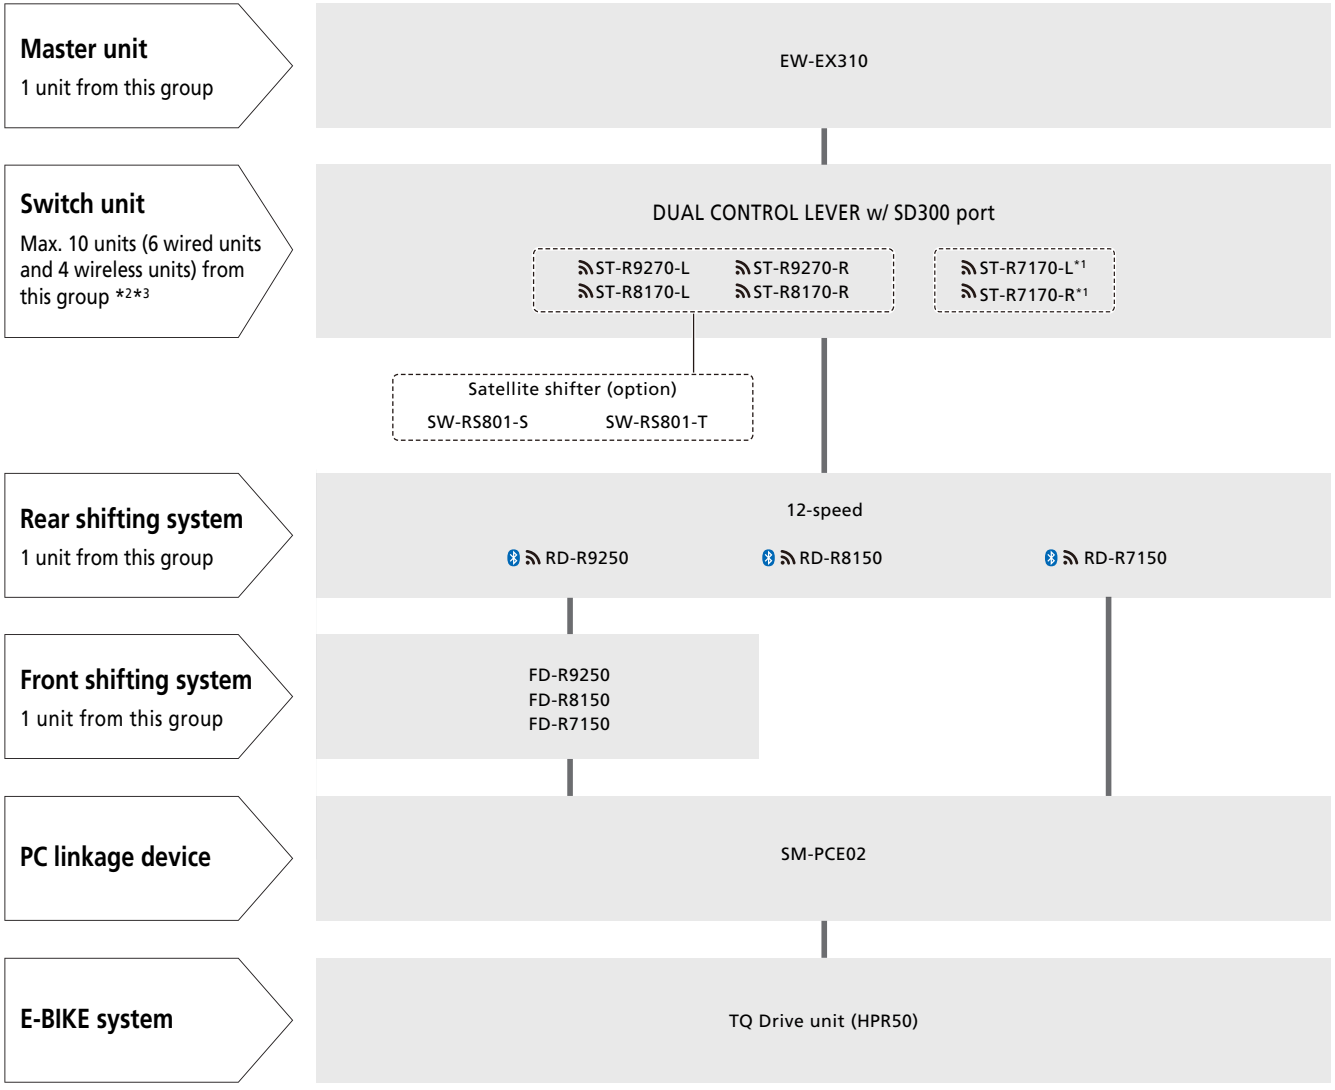 Master unit
1 unit from this group
EW-EX310
Switch unit
Max. 10 units (6 wired units
and 4 wireless units) from
this group *2*3
DUAL CONTROL LEVER w/ SD300 port
ST-R9270-L ST-R9270-R ST-R7170-L*1
ST-R8170-L ST-R8170-R ST-R7170-R*1
Satellite shifter (option)
SW-RS801-S SW-RS801-T
Rear shifting system
1 unit from this group
12-speed
RD-R9250 RD-R8150 RD-R7150
Front shifting system
1 unit from this group
FD-R9250
FD-R8150
FD-R7150
PC linkage device
SM-PCE02
E-BIKE system
TQ Drive unit (HPR50)